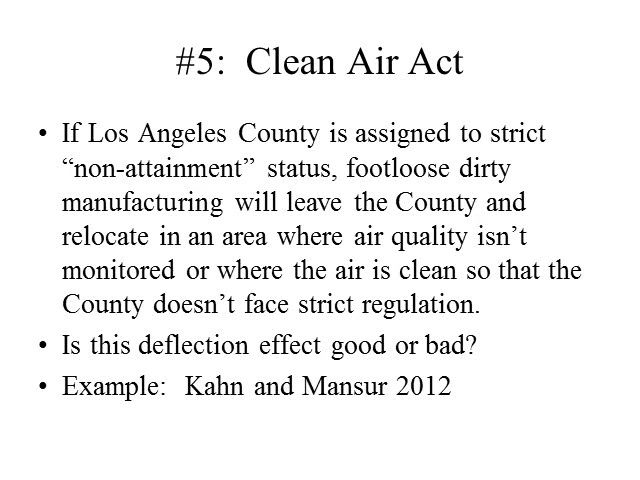 #5:  Clean Air Act
• If Los Angeles County is assigned to strict
“non-attainment” status, footloose dirty
manufacturing will leave the County and
relocate in an area where air quality isn’t
monitored or where the air is clean so that the
County doesn’t face strict regulation.
• Is this deflection effect good or bad?
• Example:  Kahn and Mansur 2012